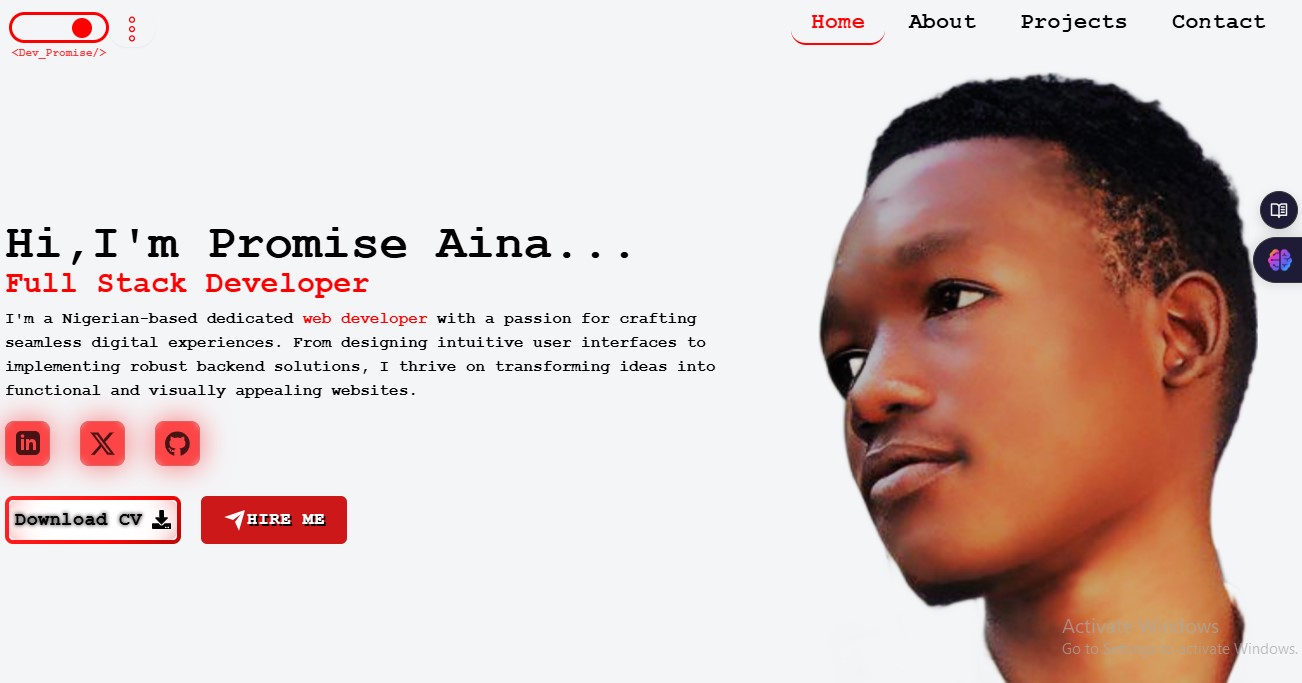 <Dev_Promise/>
Home About Projects Contact
Hi,I'm Promise Aina...
Full Stack Developer
I'm a Nigerian-based dedicated web developer with a passion for crafting
seamless digital experiences. From designing intuitive user interfaces to
implementing robust backend solutions, I thrive on transforming ideas into
functional and visually appealing websites.
in X
Download CV HIRE ME
Activate Windows
Go to Settings to activate Windows.